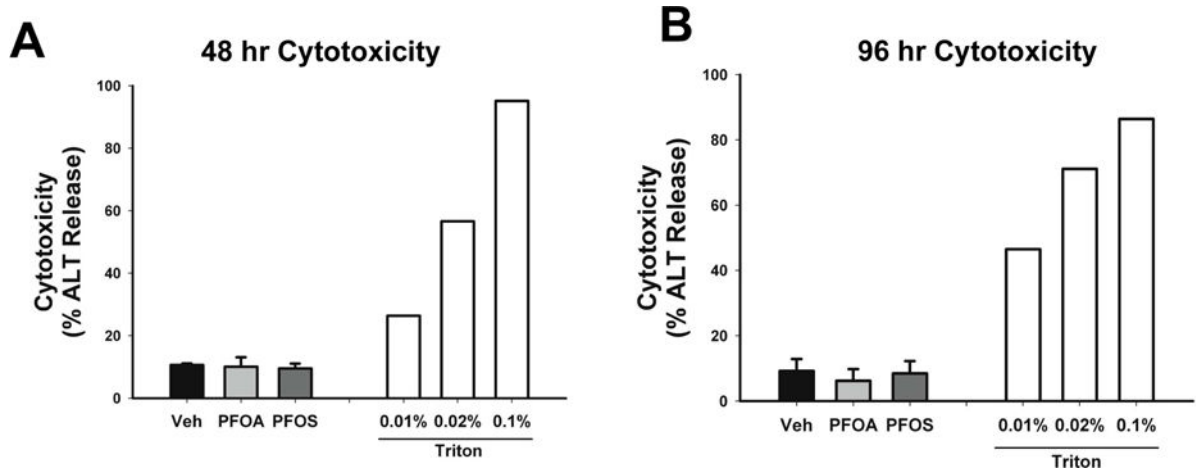 A
48 hr Cytotoxicity
Cytotoxicity
(% ALT Release)
100
80
60
40
20
0
Veh PFOA PFOS 0.01% 0.02% 0.1%
Triton
B
96 hr Cytotoxicity
Cytotoxicity
(% ALT Release)
100
80
60
40
20
0
Veh PFOA PFOS 0.01% 0.02% 0.1%
Triton